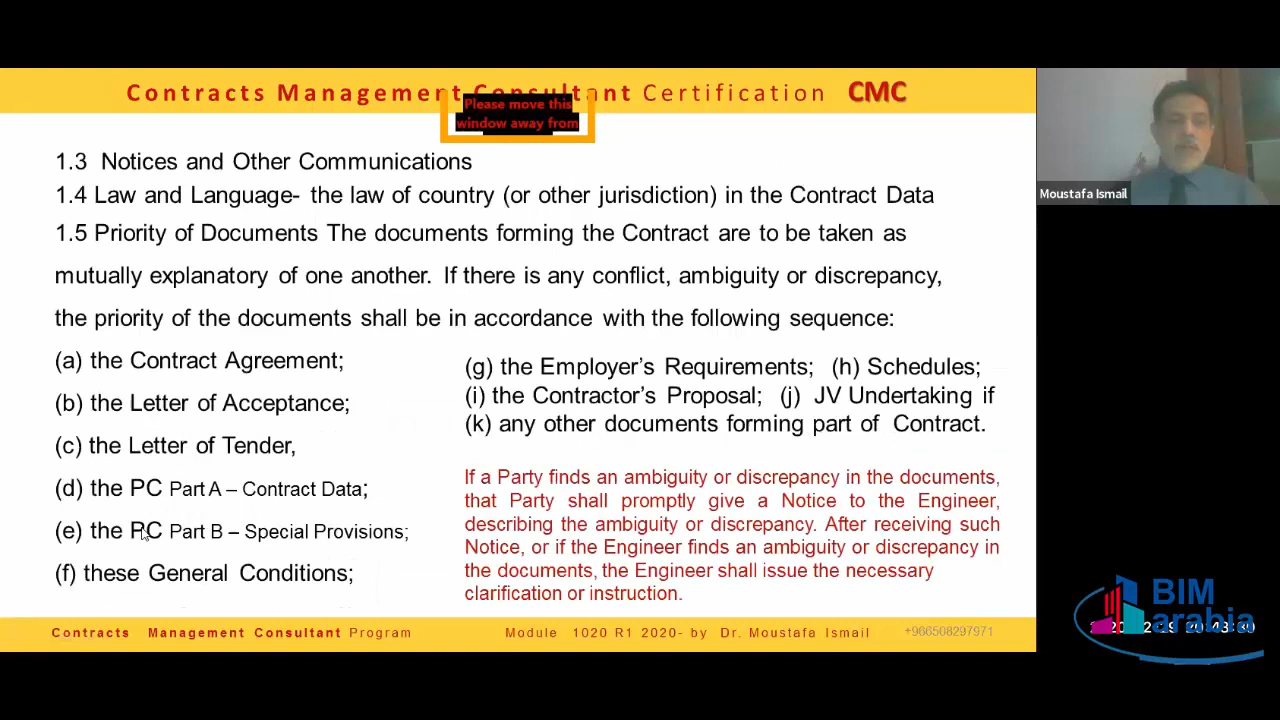 Contracts Management Consultant Certification CMC
Please move this
window away from
1.3 Notices and Other Communications
1.4 Law and Language- the law of country (or other jurisdiction) in the Contract Data
1.5 Priority of Documents The documents forming the Contract are to be taken as
mutually explanatory of one another. If there is any conflict, ambiguity or discrepancy,
the priority of the documents shall be in accordance with the following sequence:
(a) the Contract Agreement;
(b) the Letter of Acceptance;
(c) the Letter of Tender,
(d) the PC Part A – Contract Data;
(e) the PC Part B – Special Provisions;
(f) these General Conditions;
(g) the Employer's Requirements; (h) Schedules;
(i) the Contractor's Proposal; (j) JV Undertaking if
(k) any other documents forming part of Contract.
If a Party finds an ambiguity or discrepancy in the documents,
that Party shall promptly give a Notice to the Engineer,
describing the ambiguity or discrepancy. After receiving such
Notice, or if the Engineer finds an ambiguity or discrepancy in
the documents, the Engineer shall issue the necessary
clarification or instruction.
Contracts Management Consultant Program
Module 1020 R1 2020- by Dr. Moustafa Ismail
+966508297971
Moustafa Ismail
BIM
arabia